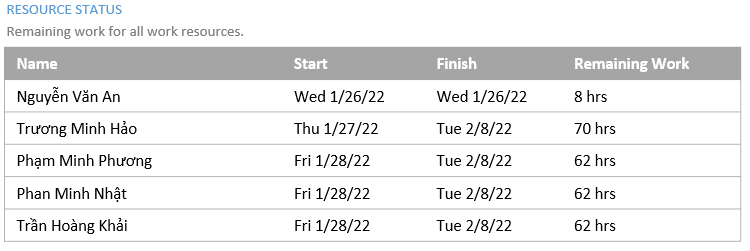 RESOURCE STATUS
Remaining work for all work resources.
Name Start Finish Remaining Work
Nguyễn Văn An Wed 1/26/22 Wed 1/26/22 8 hrs
Trương Minh Hảo Thu 1/27/22 Tue 2/8/22 70 hrs
Phạm Minh Phương Fri 1/28/22 Tue 2/8/22 62 hrs
Phan Minh Nhật Fri 1/28/22 Tue 2/8/22 62 hrs
Trần Hoàng Khải Fri 1/28/22 Tue 2/8/22 62 hrs